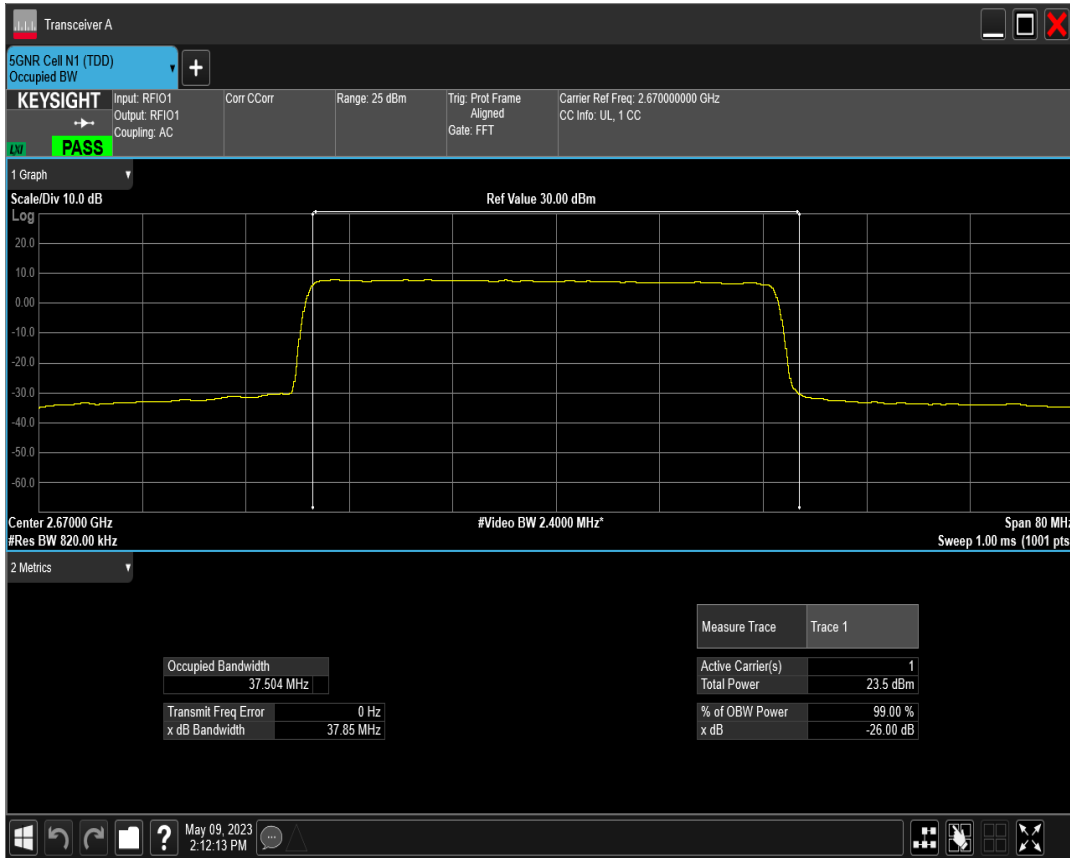 Transceiver A
5GNR Cell N1 (TDD)
Occupied BW
+
KEYSIGHT
LXI
PASS
Input: RFIO1
Output: RFIO1
Coupling: AC
Corr CCorr
Range: 25 dBm
Trig: Prot Frame
Aligned
Gate: FFT
Carrier Ref Freq: 2.670000000 GHz
CC Info: UL, 1 CC
1 Graph
Scale/Div 10.0 dB
Ref Value 30.00 dBm
Log
20.0
10.0
0.00
-10.0
-20.0
-30.0
-40.0
-50.0
-60.0
Center 2.67000 GHz
#Video BW 2.4000 MHz*
Span 80 MHz
#Res BW 820.00 kHz
Sweep 1.00 ms (1001 pts
2 Metrics
Measure Trace Trace 1
Occupied Bandwidth
37.504 MHz
Active Carrier(s) 1
Total Power 23.5 dBm
Transmit Freq Error 0 Hz
x dB Bandwidth 37.85 MHz
% of OBW Power 99.00 %
x dB -26.00 dB
?
May 09, 2023
2:12:13 PM